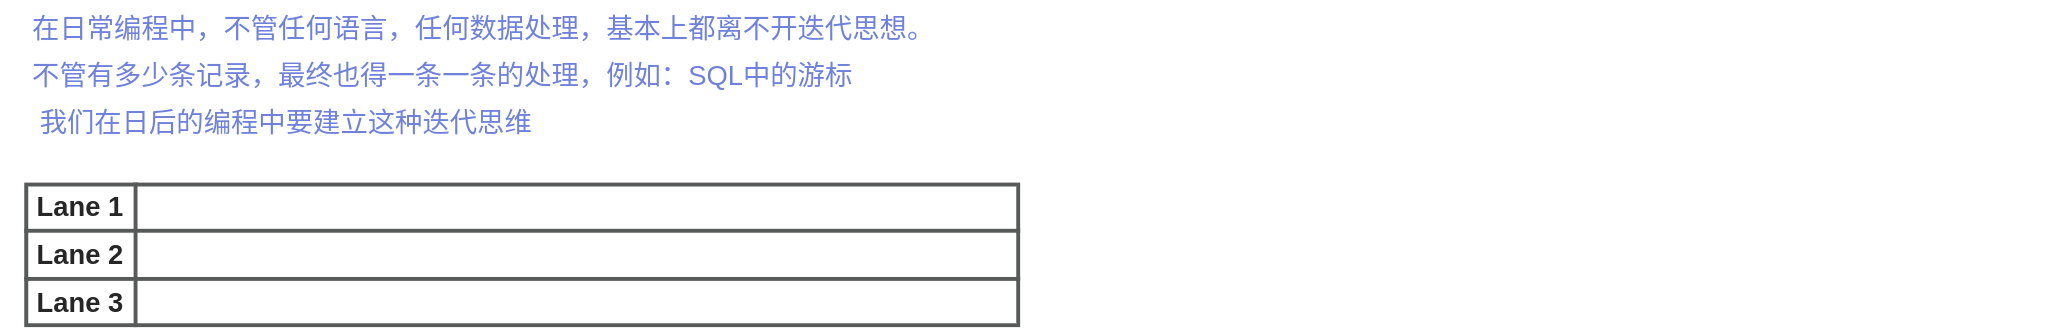 在日常编程中，不管任何语言，任何数据处理，基本上都离不开迭代思想。
不管有多少条记录，最终也得一条一条的处理，例如：SQL中的游标
我们在日后的编程中要建立这种迭代思维
Lane 1
Lane 2
Lane 3